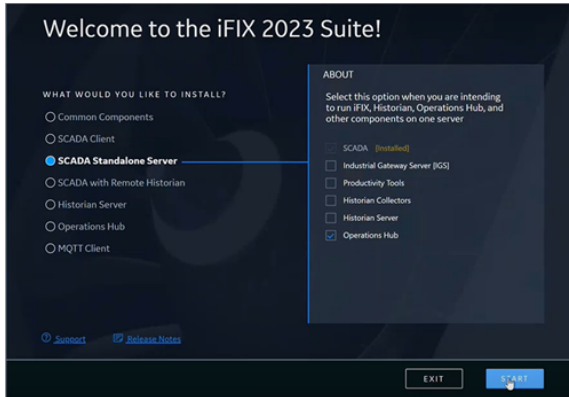 Welcome to the iFIX 2023 Suite!
WHAT WOULD YOU LIKE TO INSTALL?
Common Components
SCADA Client
SCADA Standalone Server
SCADA with Remote Historian
Historian Server
Operations Hub
MQTT Client
ABOUT
Select this option when you are intending
to run iFIX, Historian, Operations Hub, and
other components on one server
SCADA [Installed]
Industrial Gateway Server [IGS]
Productivity Tools
Historian Collectors
Historian Server
Operations Hub
Support
Release Notes
EXIT
START